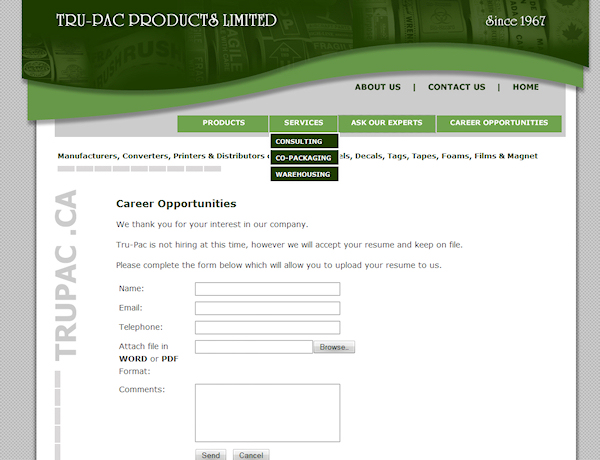 TRU-PAC PRODUCTS LIMITED
Since 1967
FRAGILE
ABOUT US | CONTACT US | HOME
PRODUCTS SERVICES ASK OUR EXPERTS CAREER OPPORTUNITIES
CONSULTING
CO-PACKAGING
WAREHOUSING
Manufacturers, Converters, Printers & Distributors Decals, Tags, Tapes, Foams, Films & Magnet
TRUPAC.CA
Career Opportunities
We thank you for your interest in our company.
Tru-Pac is not hiring at this time, however we will accept your resume and keep on file.
Please complete the form below which will allow you to upload your resume to us.
Name:
Email:
Telephone:
Attach file in
WORD or PDF
Format:
Browse..
Comments:
Send Cancel